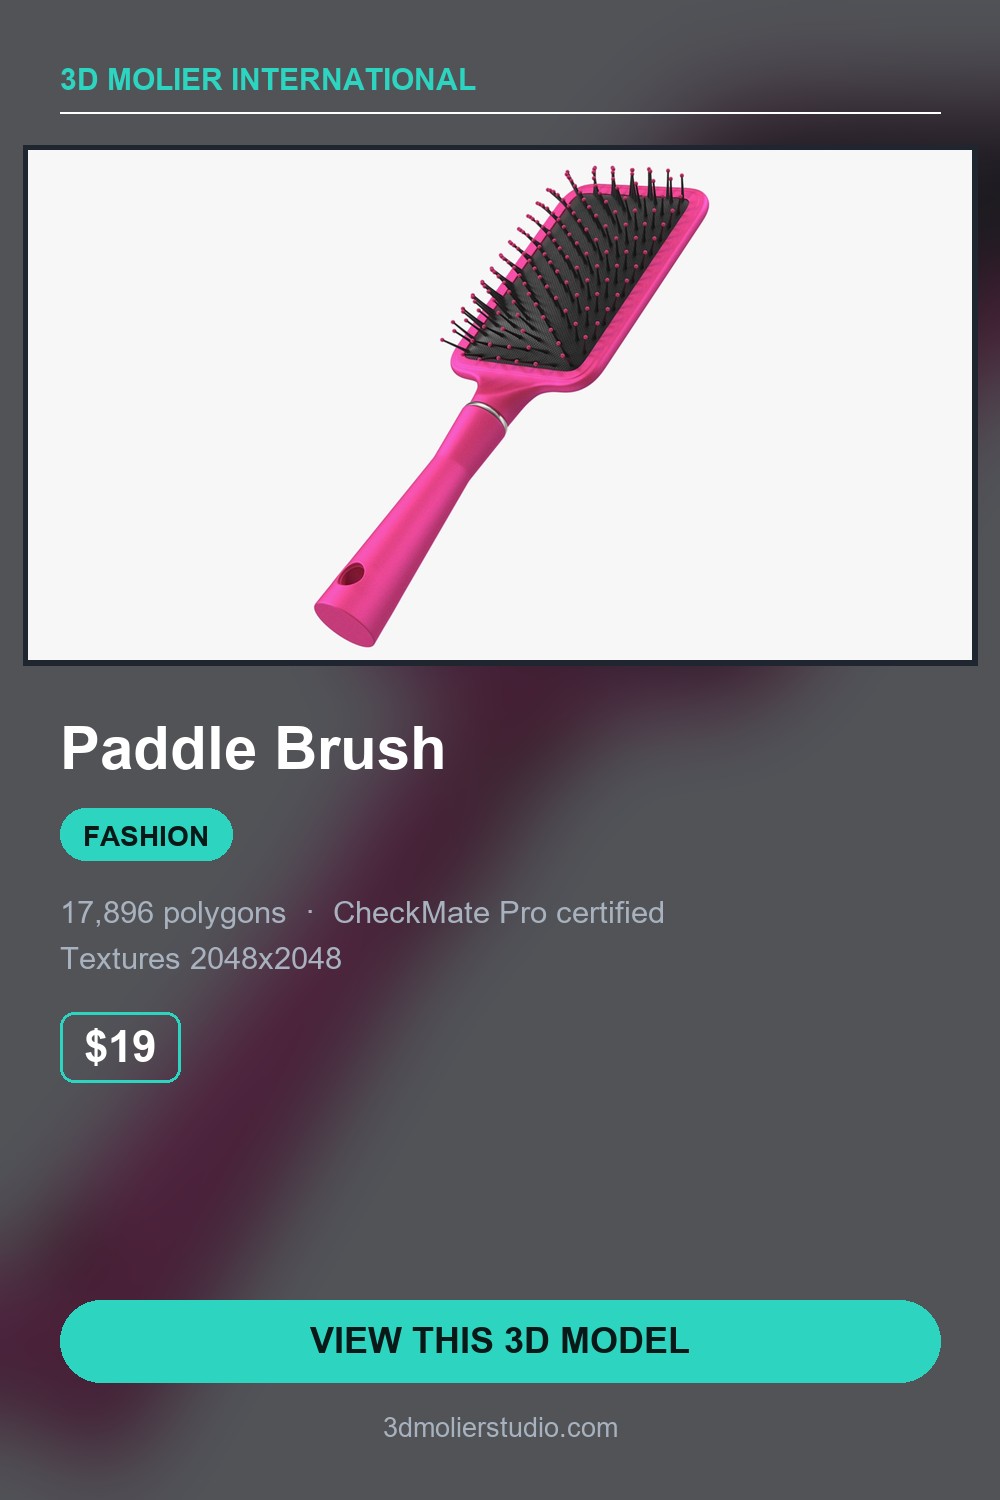 3D MOLIER INTERNATIONAL
Paddle Brush
FASHION
17,896 polygons · CheckMate Pro certified
Textures 2048x2048
$19
VIEW THIS 3D MODEL
3dmolierstudio.com